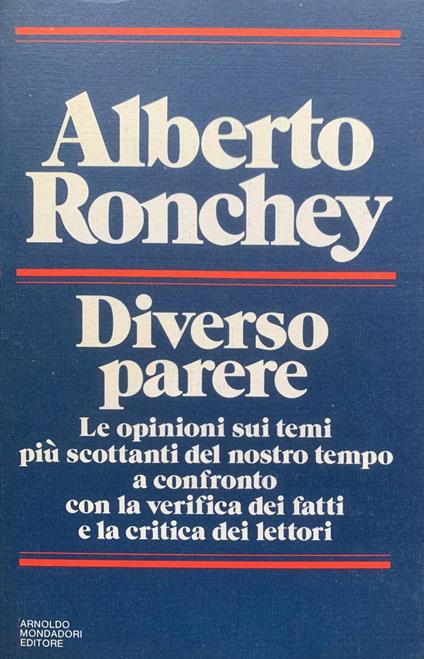 Alberto
Ronchey
Diverso
parere
Le opinioni sui temi
più scottanti del nostro tempo
a confronto
con la verifica dei fatti
e la critica dei lettori
ARNOLDO
MONDADORI
EDITORE